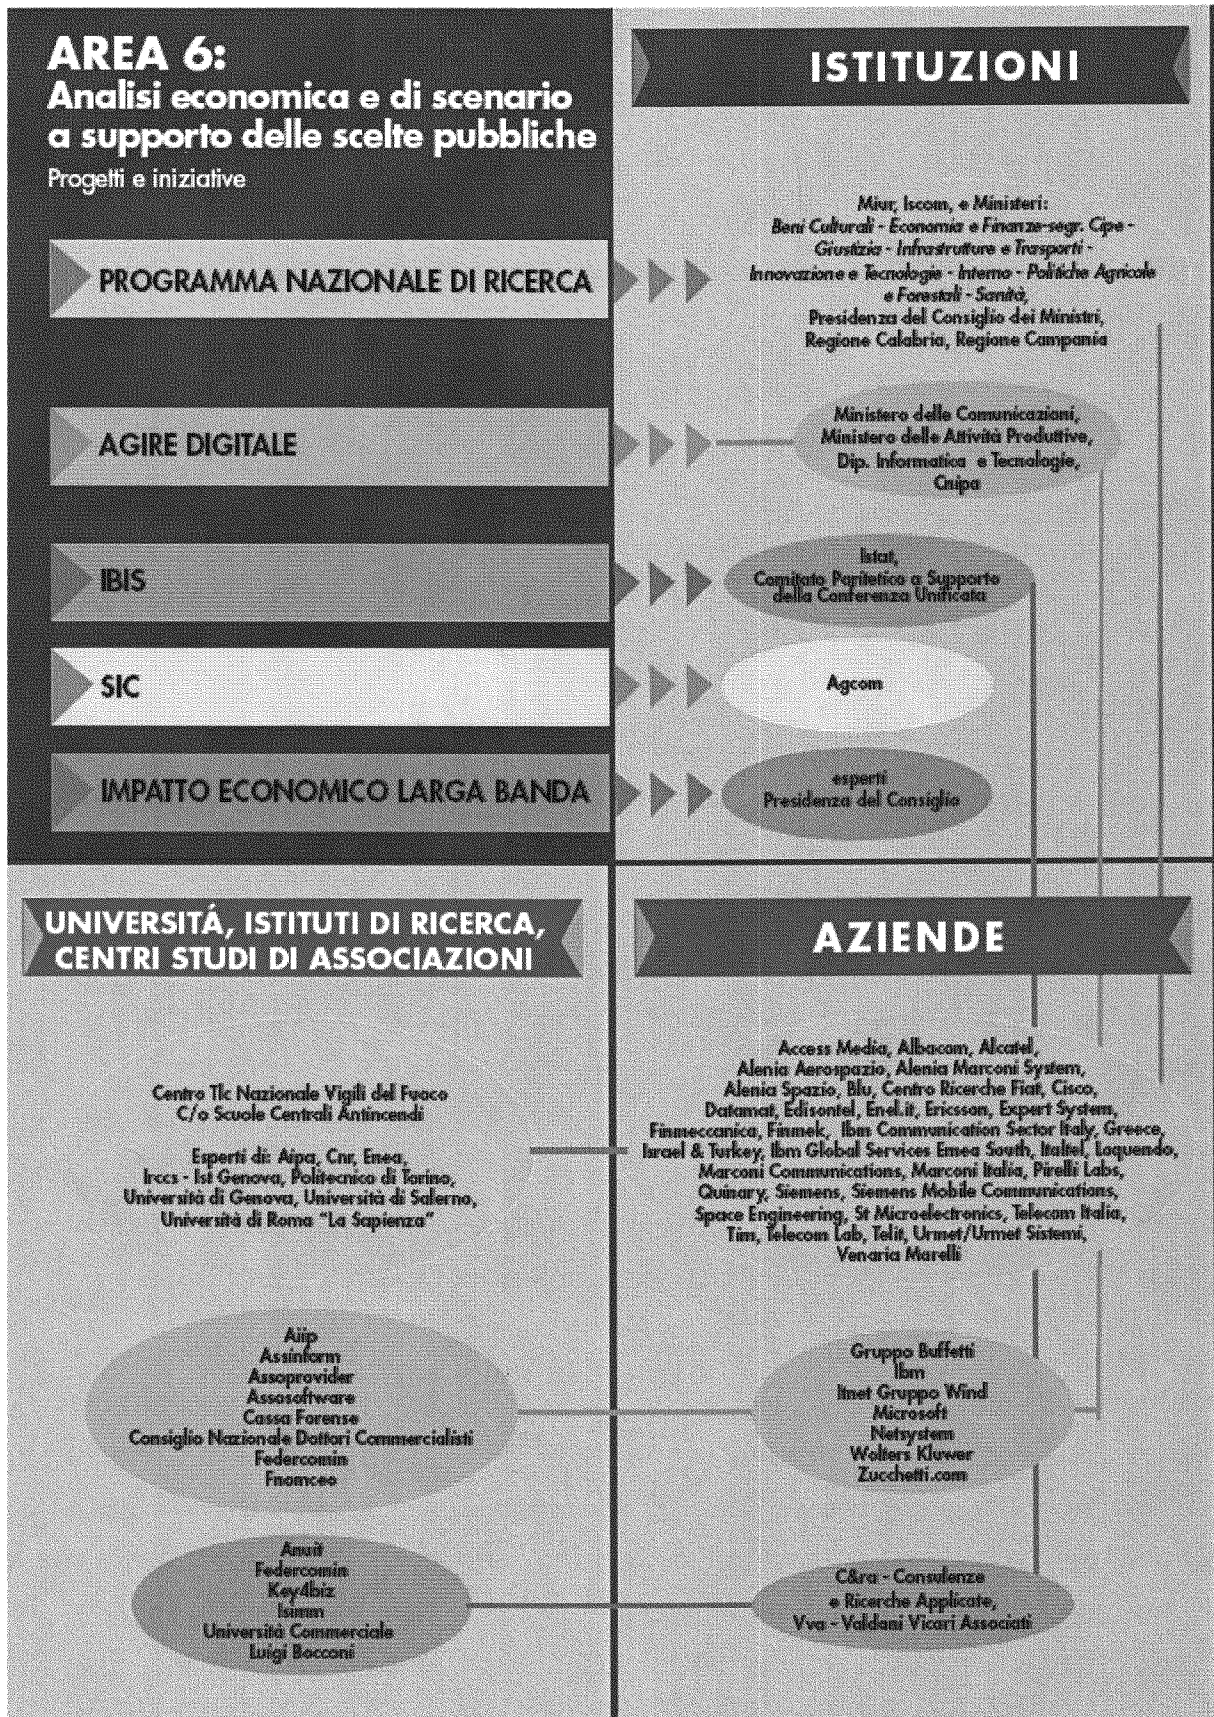 AREA 6:
Analisi economica e di scenario
a supporto delle scelte pubbliche
Progetti e iniziative
PROGRAMMA NAZIONALE DI RICERCA
AGIRE DIGITALE
IBIS
SIC
IMPATTO ECONOMICO LARGA BANDA
ISTITUZIONI
Miur, Iscom, e Ministeri:
Beni Culturali - Economia e Finanze-segr. Cipe -
Giustizia - Infrastrutture e Trasporti -
Innovazione e Tecnologie - Interno - Politiche Agricole
e Forestali - Sanità,
Presidenza del Consiglio dei Ministri,
Regione Calabria, Regione Campania
Ministero delle Comunicazioni,
Ministero delle Attività Produttive,
Dip. Informatica e Tecnologie,
Cnipa
Istat,
Comitato Paritetico a Supporto
della Conferenza Unificata
Agcom
esperti
Presidenza del Consiglio
UNIVERSITÁ, ISTITUTI DI RICERCA,
CENTRI STUDI DI ASSOCIAZIONI
Centro Tlc Nazionale Vigili del Fuoco
C/o Scuole Centrali Antincendi
Esperti di: Aipa, Cnr, Enea,
Irccs - Ist Genova, Politecnico di Torino,
Università di Genova, Università di Salerno,
Università di Roma "La Sapienza"
Aiip
Assinform
Assoprovider
Assosoftware
Cassa Forense
Consiglio Nazionale Dottori Commercialisti
Federcomin
Fnomceo
Anuit
Federcomin
Key4biz
Isimm
Università Commerciale
Luigi Bocconi
AZIENDE
Access Media, Albacom, Alcatel,
Alenia Aerospazio, Alenia Marconi System,
Alenia Spazio, Blu, Centro Ricerche Fiat, Cisco,
Datamat, Edisontel, Enel.it, Ericsson, Expert System,
Finmeccanica, Finmek, Ibm Communication Sector Italy, Greece,
Israel & Turkey, Ibm Global Services Emea South, Italtel, Loquendo,
Marconi Communications, Marconi Italia, Pirelli Labs,
Quinary, Siemens, Siemens Mobile Communications,
Space Engineering, St Microelectronics, Telecom Italia,
Tim, Telecom Lab, Telit, Urmet/Urmet Sistemi,
Venaria Marelli
Gruppo Buffetti
Ibm
Itnet Gruppo Wind
Microsoft
Netsystem
Wolters Kluwer
Zucchetti.com
C&ra - Consulenze
e Ricerche Applicate,
Vva - Valdani Vicari Associati